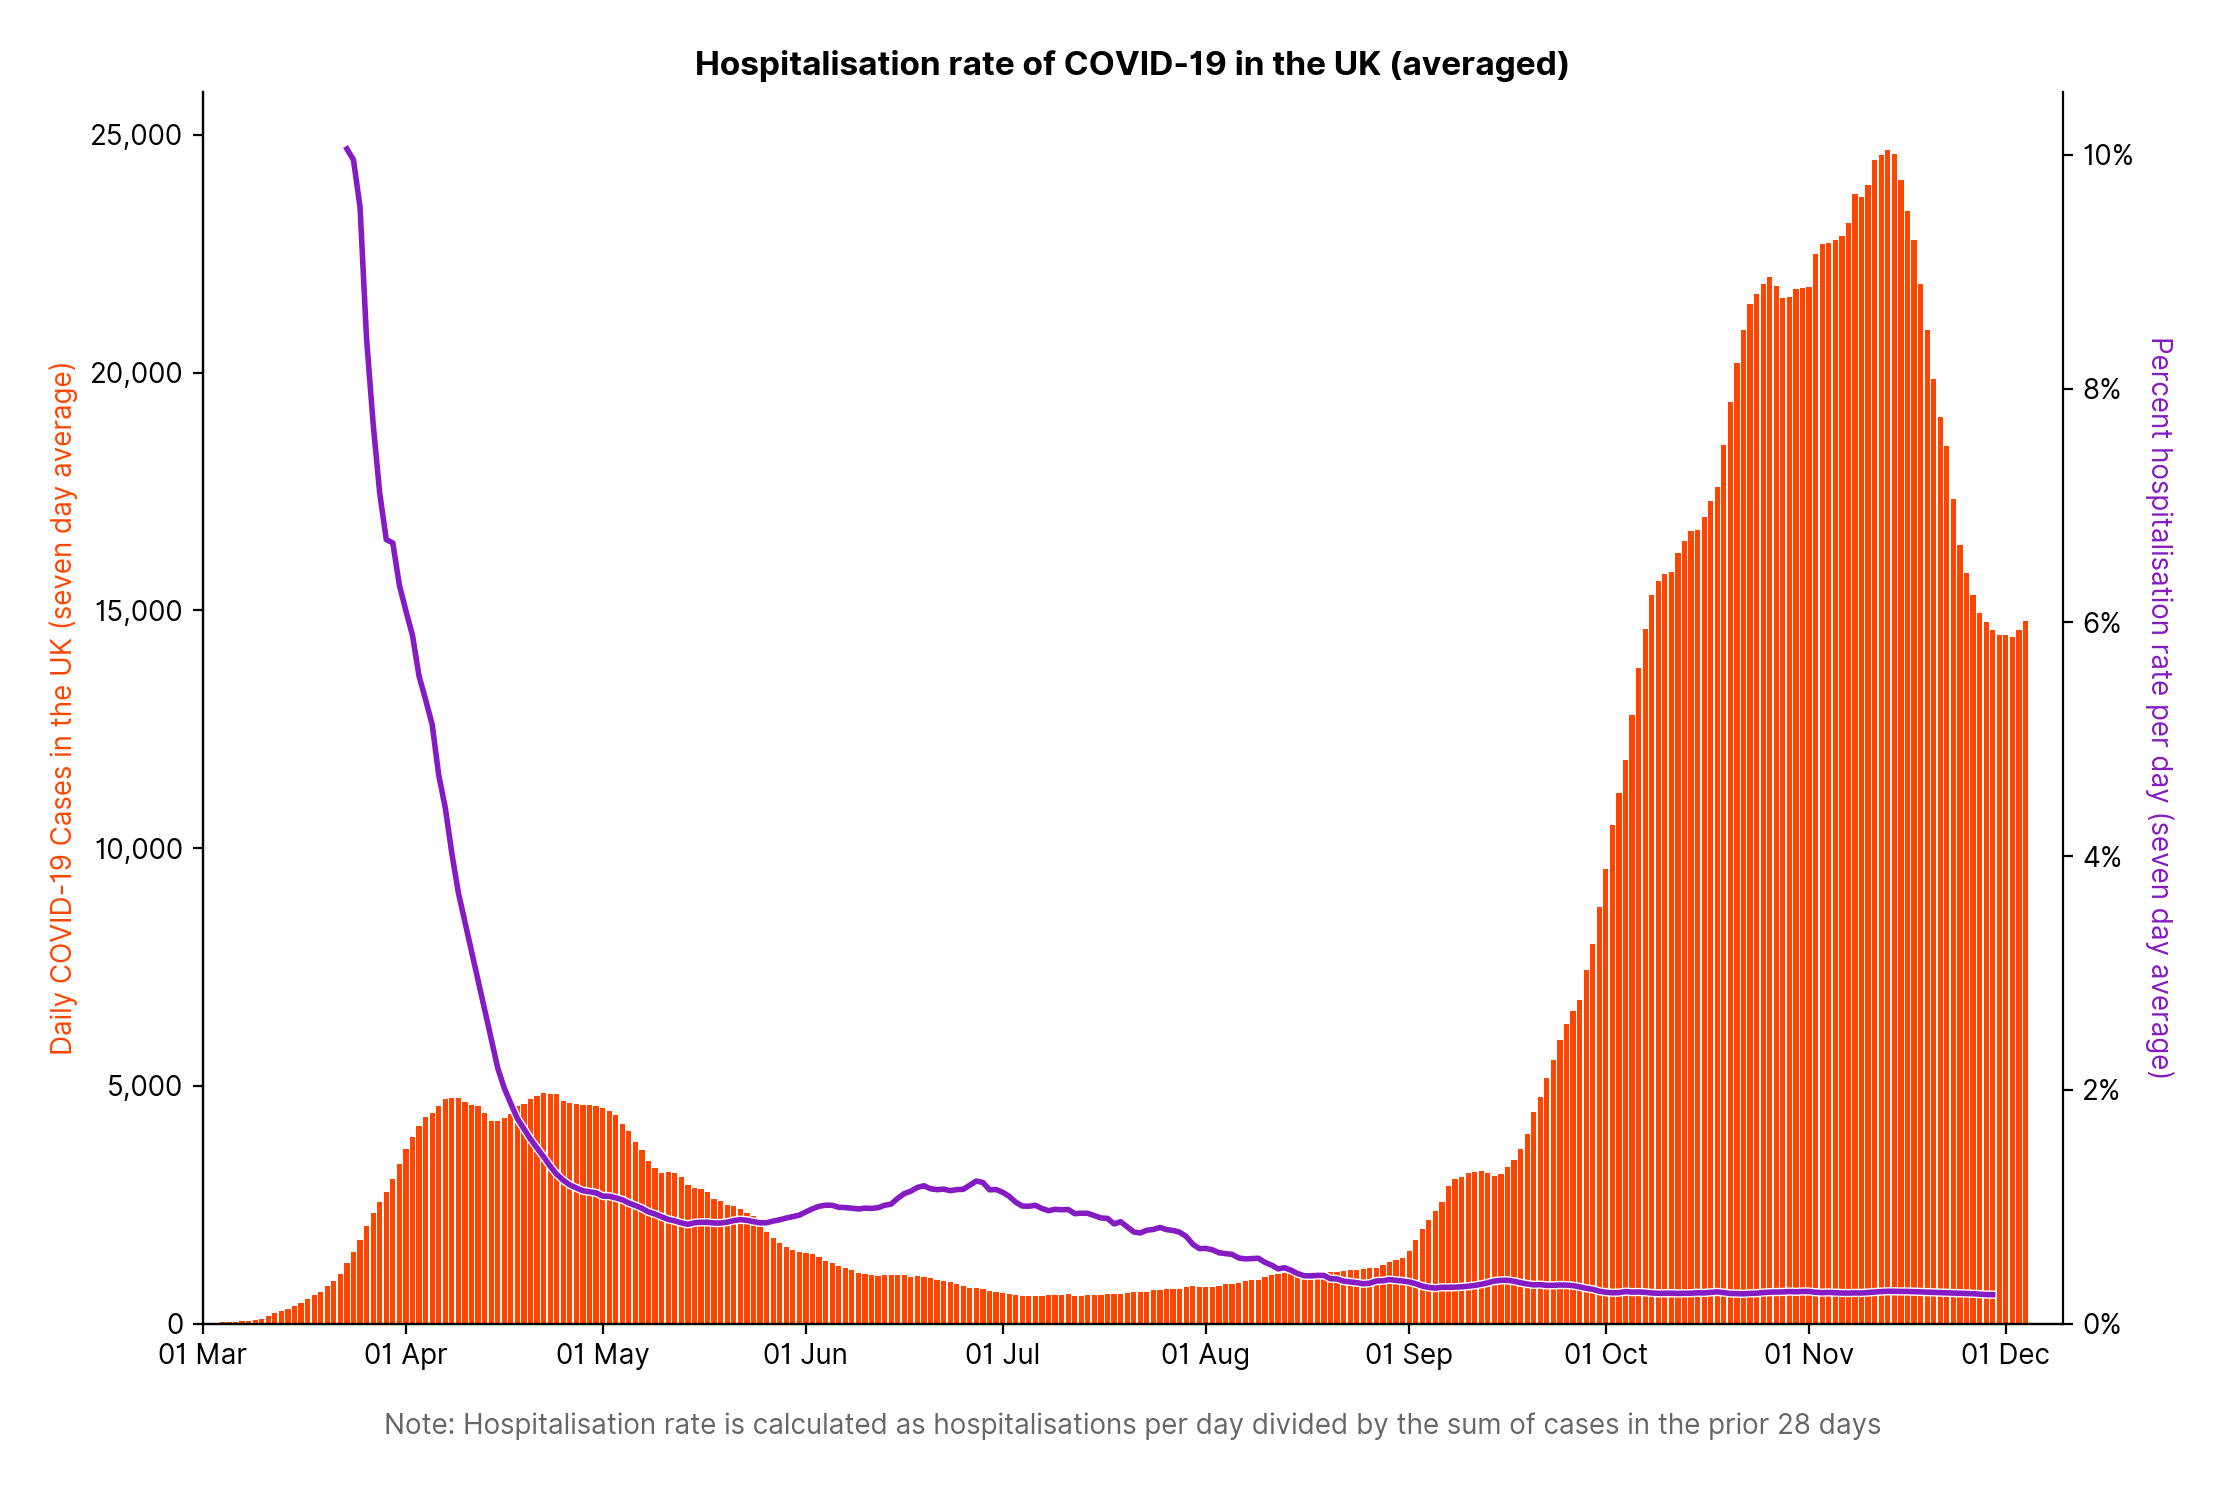 Hospitalisation rate of COVID-19 in the UK (averaged)
25,000
20,000
15,000
10,000
5,000
0
Daily COVID-19 Cases in the UK (seven day average)
10%
8%
6%
4%
2%
0%
Percent hospitalisation rate per day (seven day average)
01 Mar
01 Apr
01 May
01 Jun
01 Jul
01 Aug
01 Sep
01 Oct
01 Nov
01 Dec
Note: Hospitalisation rate is calculated as hospitalisations per day divided by the sum of cases in the prior 28 days